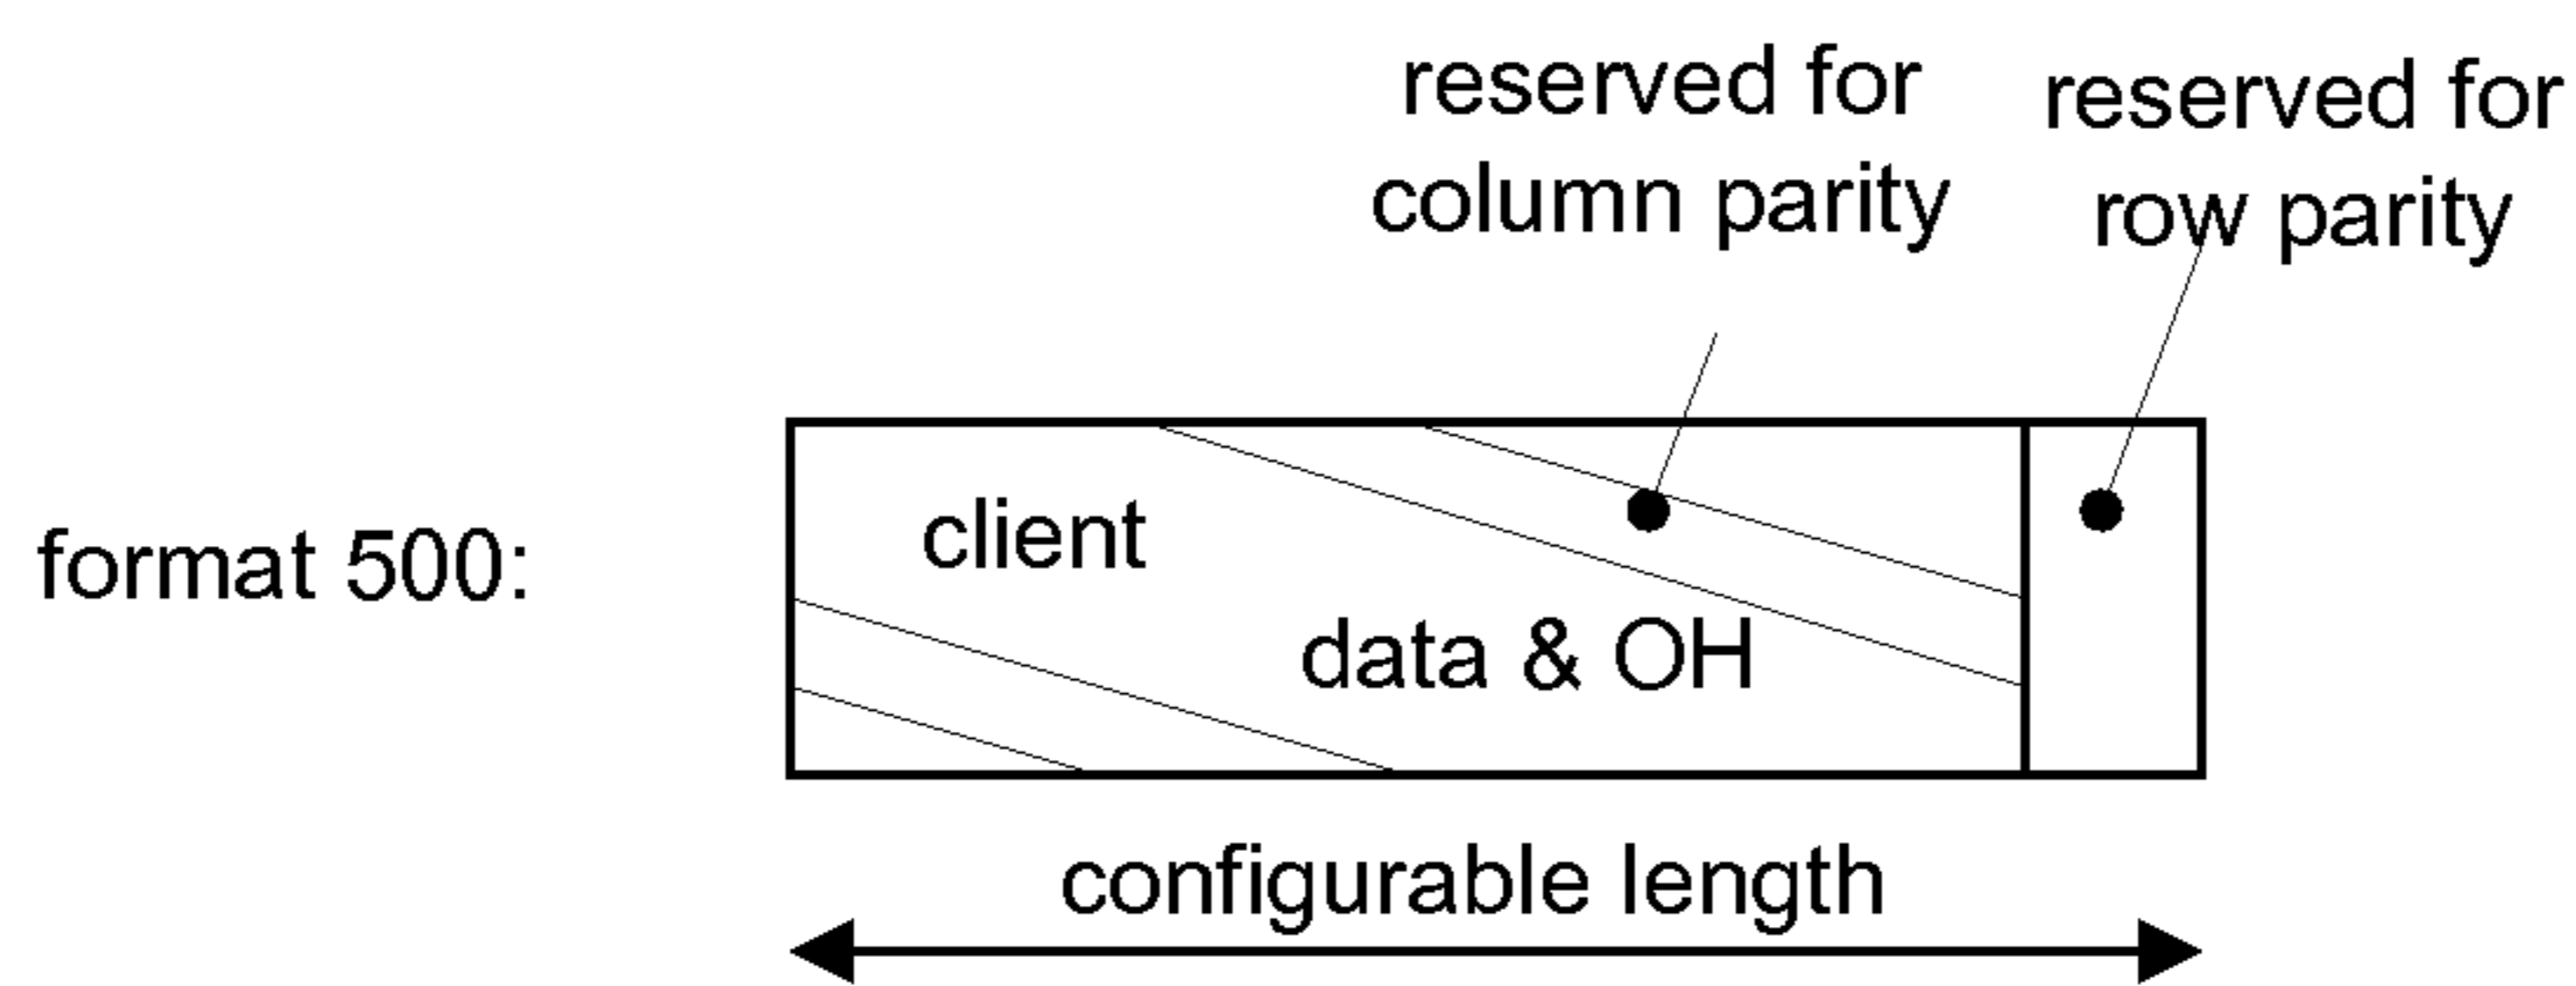 reserved for
column parity
reserved for
row parity
format 500:
client
data & OH
configurable length